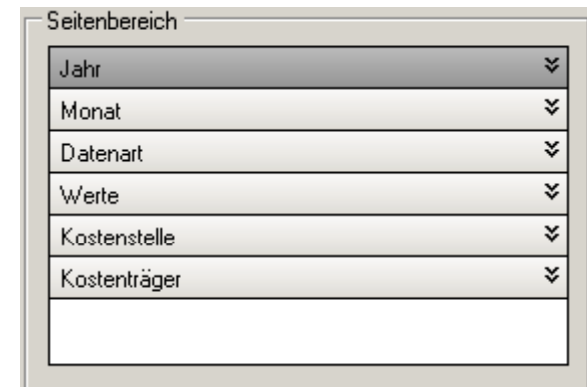 Seitenbereich
Jahr
Monat
Datenart
Werte
Kostenstelle
Kostenträger